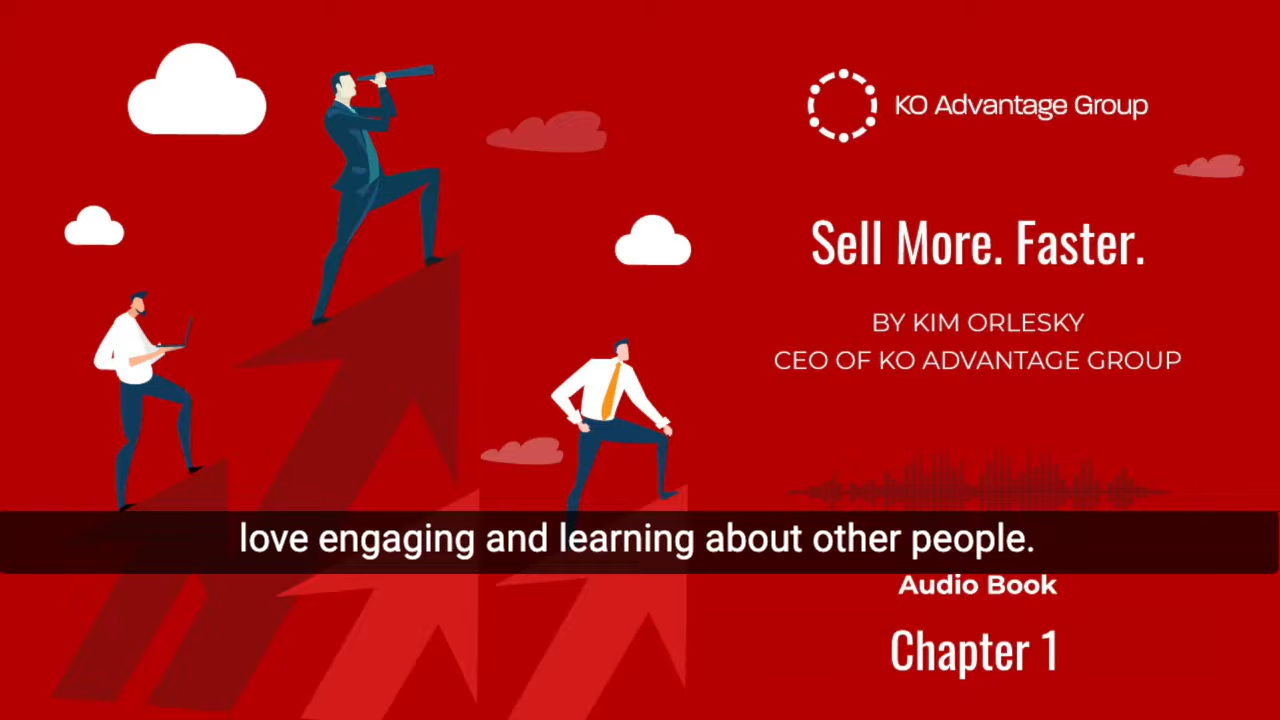 KO Advantage Group
Sell More. Faster.
BY KIM ORLESKY
CEO OF KO ADVANTAGE GROUP
love engaging and learning about other people.
Audio Book
Chapter 1